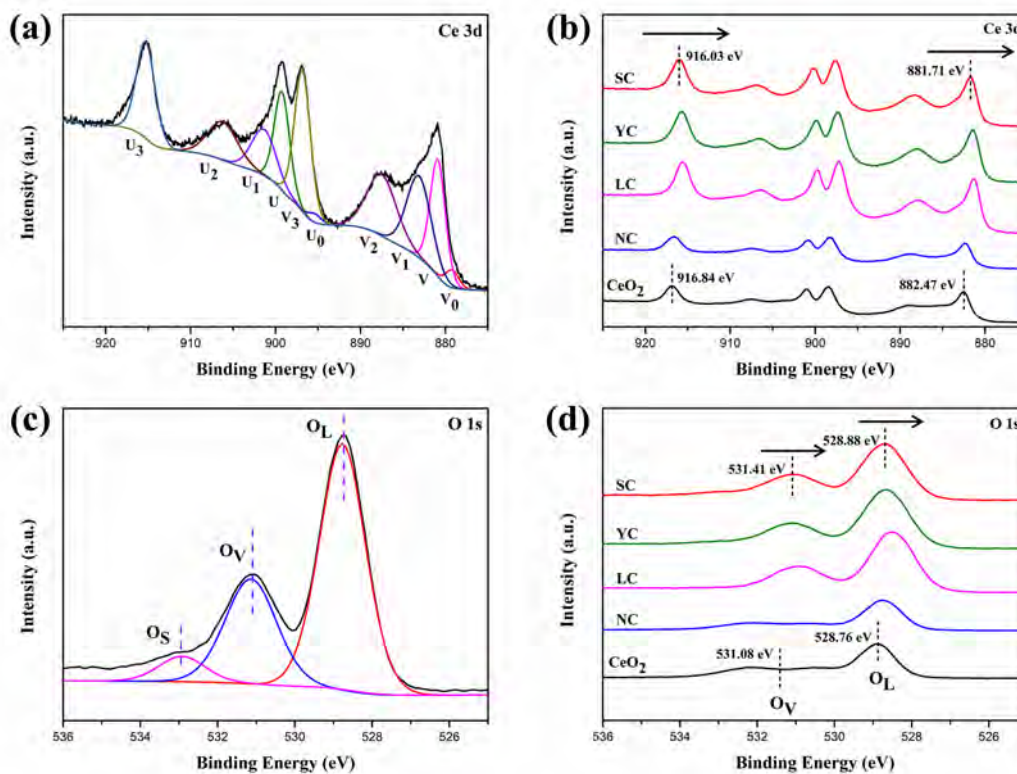 (a)
Ce 3d
U3
U2
U1
U
V3
U0
V2
V1
V
V0
Intensity (a.u.)
920 910 900 890 880
Binding Energy (eV)
(b)
Ce 3d
916.03 eV
881.71 eV
SC
YC
LC
NC
916.84 eV
882.47 eV
CeO2
Intensity (a.u.)
920 910 900 890 880
Binding Energy (eV)
(c)
O 1s
OL
OV
OS
Intensity (a.u.)
536 534 532 530 528 526
Binding Energy (eV)
(d)
O 1s
528.88 eV
531.41 eV
SC
YC
LC
NC
528.76 eV
531.08 eV
CeO2
OV
OL
Intensity (a.u.)
536 534 532 530 528 526
Binding Energy (eV)